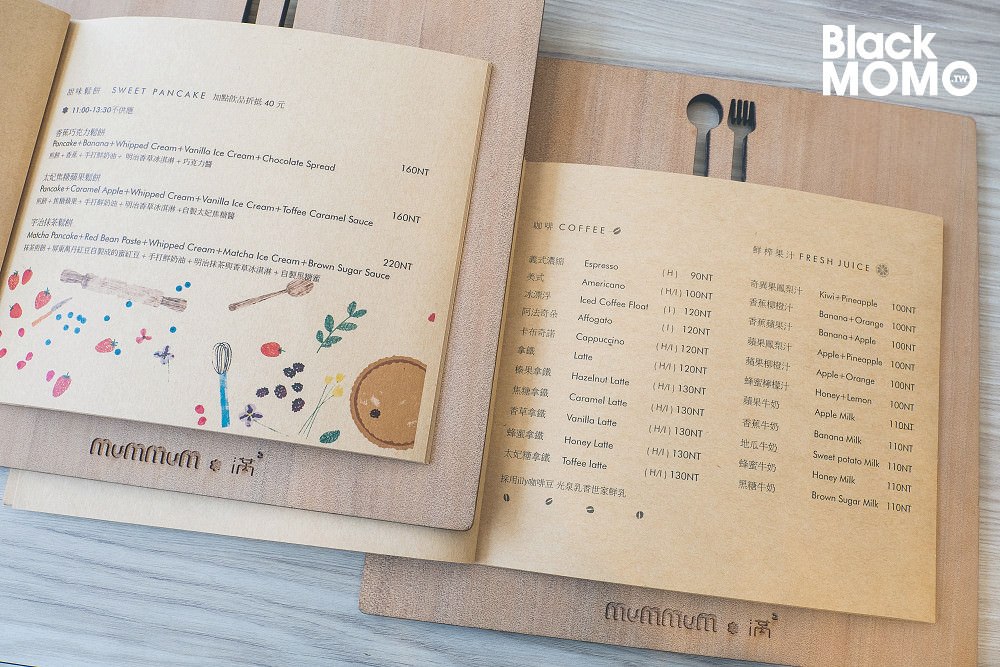 Black
MOMO.TW
甜味鬆餅 SWEET PANCAKE 加點飲品折抵 40 元
✽ 11:00-13:30不供應
香蕉巧克力鬆餅
Pancake+Banana+Whipped Cream+Vanilla Ice Cream+Chocolate Spread 160NT
煎餅+香蕉+手打鮮奶油+ 明治香草冰淇淋 + 巧克力醬
太妃焦糖蘋果鬆餅
Pancake+Caramel Apple+Whipped Cream+Vanilla Ice Cream+Toffee Caramel Sauce 160NT
煎餅+焦糖蘋果+手打鮮奶油+明治香草冰淇淋+自製太妃焦糖醬
宇治抹茶鬆餅
Matcha Pancake+Red Bean Paste+Whipped Cream+Matcha Ice Cream+Brown Sugar Sauce 220NT
抹茶煎餅+屏東萬丹紅豆自製成的蜜紅豆+手打鮮奶油+明治抹茶與香草冰淇淋+自製黑糖蜜
mummum 滿
咖啡 COFFEE
義式濃縮 Espresso (H) 90NT
美式 Americano (H/I) 100NT
冰漂浮 Iced Coffee Float (I) 120NT
阿法奇朵 Affogato (I) 120NT
卡布奇諾 Cappuccino (H/I) 120NT
拿鐵 Latte (H/I) 120NT
榛果拿鐵 Hazelnut Latte (H/I) 130NT
焦糖拿鐵 Caramel Latte (H/I) 130NT
香草拿鐵 Vanilla Latte (H/I) 130NT
蜂蜜拿鐵 Honey Latte (H/I) 130NT
太妃糖拿鐵 Toffee latte (H/I) 130NT
採用illy咖啡豆 光泉乳香世家鮮乳
鮮榨果汁 FRESH JUICE
奇異果鳳梨汁 Kiwi+Pineapple 100NT
香蕉柳橙汁 Banana+Orange 100NT
香蕉蘋果汁 Banana+Apple 100NT
蘋果鳳梨汁 Apple+Pineapple 100NT
蘋果柳橙汁 Apple+Orange 100NT
蜂蜜檸檬汁 Honey+Lemon 100NT
蘋果牛奶 Apple Milk 110NT
香蕉牛奶 Banana Milk 110NT
地瓜牛奶 Sweet potato Milk 110NT
蜂蜜牛奶 Honey Milk 110NT
黑糖牛奶 Brown Sugar Milk 110NT
mummum 滿